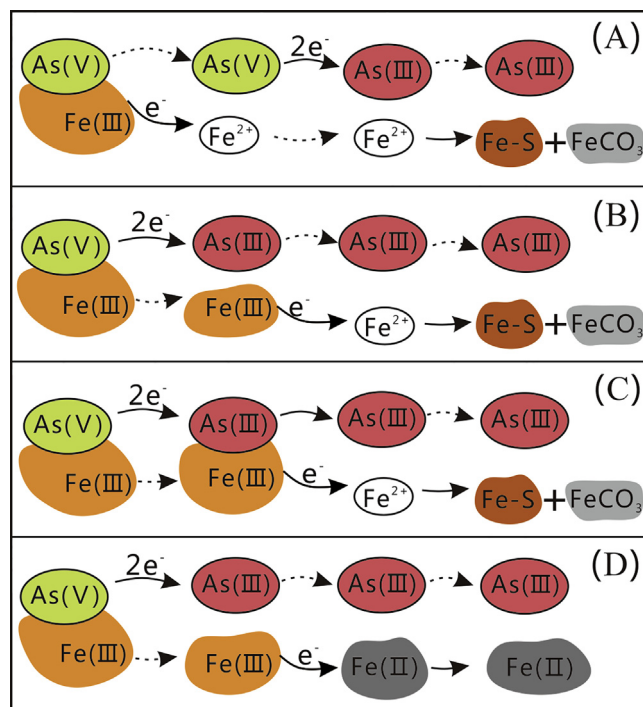 (A)
As(V) As(V) 2e⁻ As(Ⅲ) As(Ⅲ)
Fe(Ⅲ) e⁻ Fe²⁺ Fe²⁺ Fe-S + FeCO₃
(B)
As(V) 2e⁻ As(Ⅲ) As(Ⅲ) As(Ⅲ)
Fe(Ⅲ) Fe(Ⅲ) e⁻ Fe²⁺ Fe-S + FeCO₃
(C)
As(V) 2e⁻ As(Ⅲ) As(Ⅲ) As(Ⅲ)
Fe(Ⅲ) Fe(Ⅲ) e⁻ Fe²⁺ Fe-S + FeCO₃
(D)
As(V) 2e⁻ As(Ⅲ) As(Ⅲ) As(Ⅲ)
Fe(Ⅲ) Fe(Ⅲ) e⁻ Fe(Ⅱ) Fe(Ⅱ)